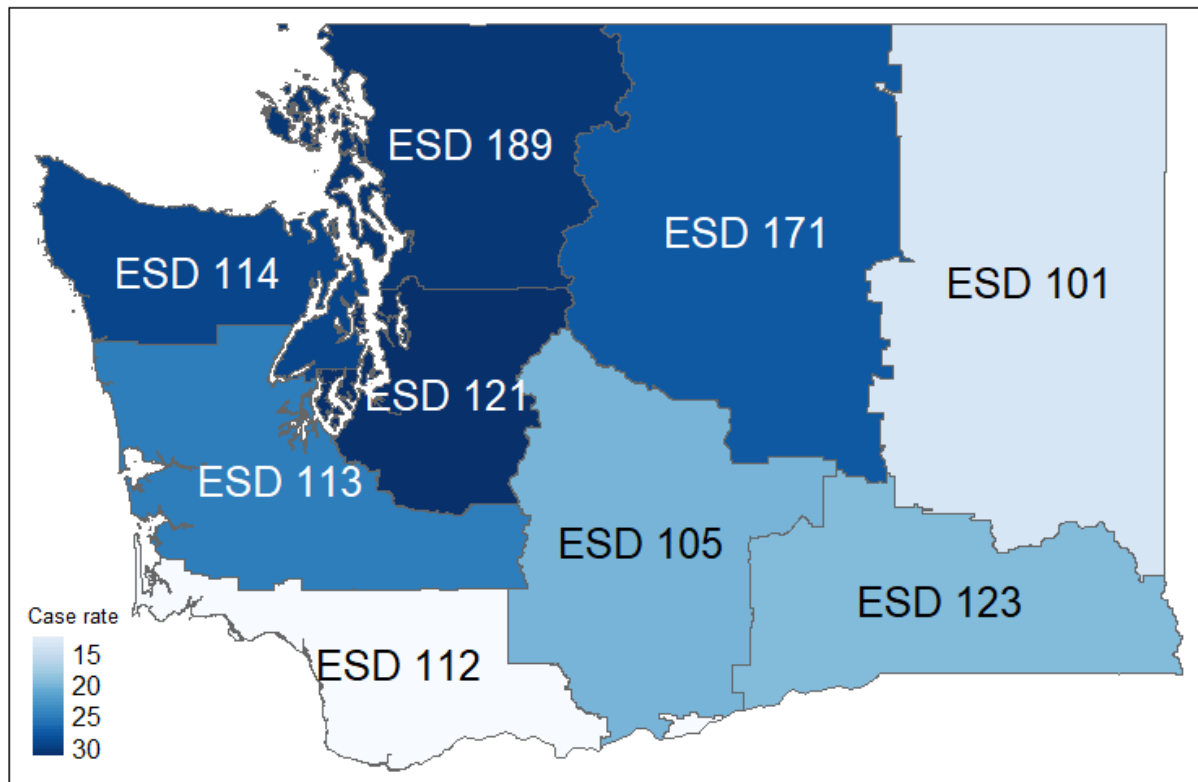 ESD 189
ESD 171
ESD 114
ESD 101
ESD 121
ESD 113
ESD 105
ESD 123
ESD 112
Case rate
15
20
25
30